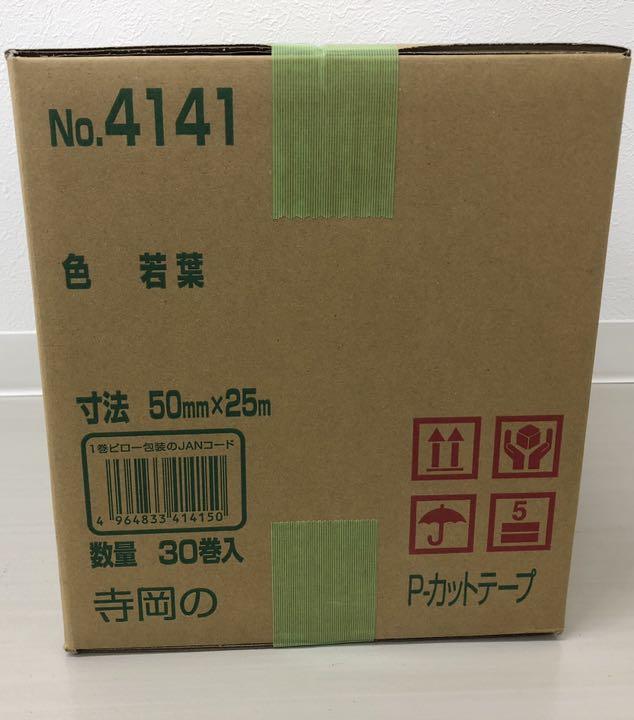 No.4141
色 若葉
寸法 50mm×25m
1巻ピロー包装のJANコード
4 964833 414150
数量 30巻入
5
寺岡の
P-カットテープ